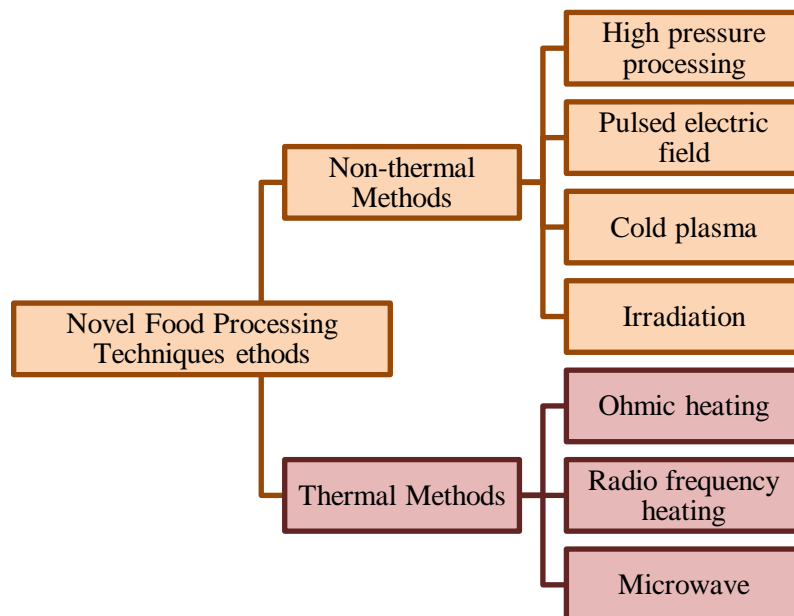 Novel Food Processing
Techniques ethods
Non-thermal
Methods
High pressure
processing
Pulsed electric
field
Cold plasma
Irradiation
Thermal Methods
Ohmic heating
Radio frequency
heating
Microwave